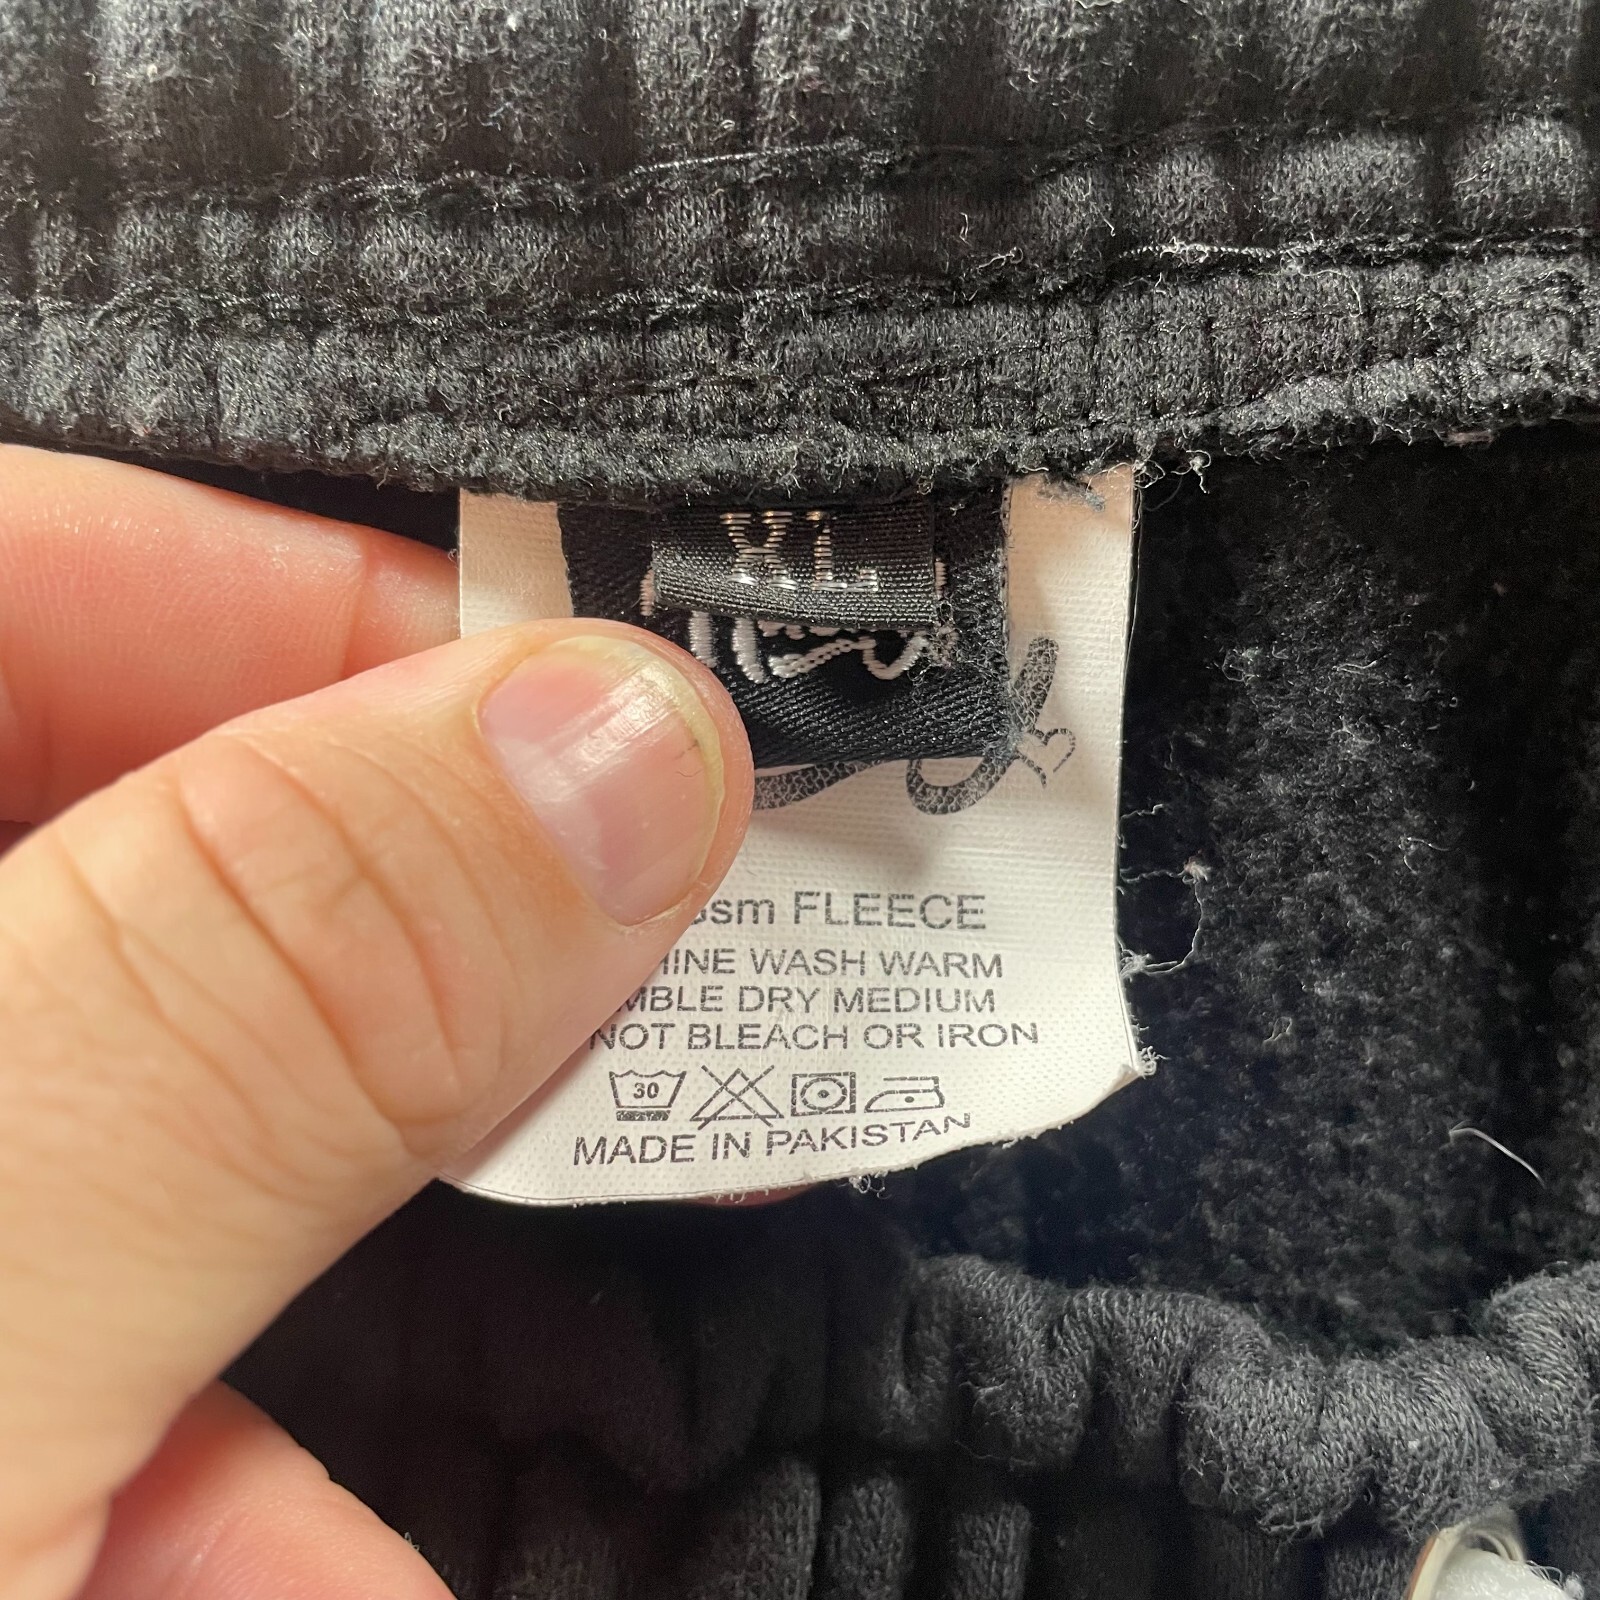 XL
Gsm FLEECE
HINE WASH WARM
MBLE DRY MEDIUM
NOT BLEACH OR IRON
30
MADE IN PAKISTAN